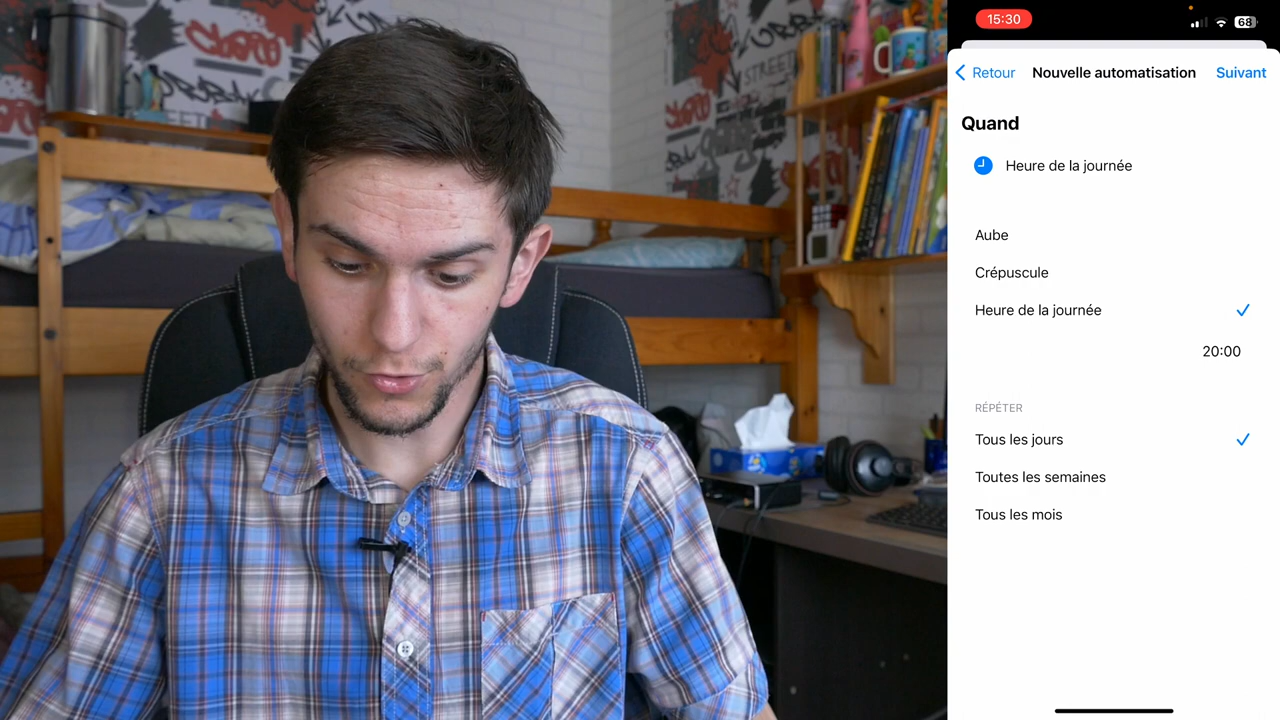 STREET
15:30
68
Retour
Nouvelle automatisation
Suivant
Quand
Heure de la journée
Aube
Crépuscule
Heure de la journée
20:00
RÉPÉTER
Tous les jours
Toutes les semaines
Tous les mois